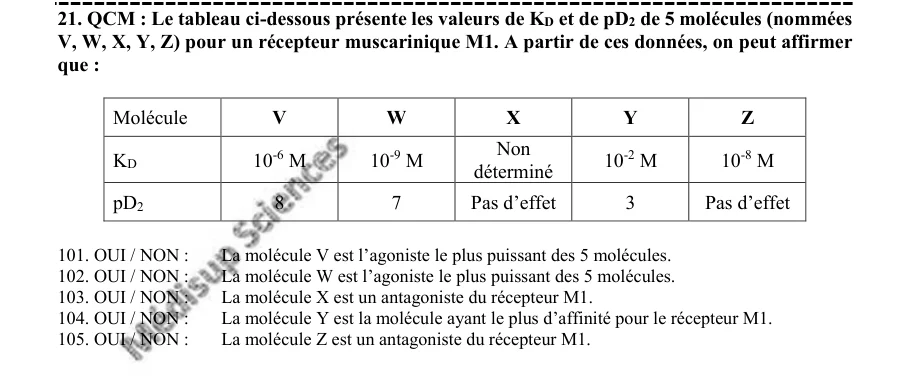 21. QCM : Le tableau ci-dessous présente les valeurs de KD et de pD2 de 5 molécules (nommées
V, W, X, Y, Z) pour un récepteur muscarinique M1. A partir de ces données, on peut affirmer
que :
Molécule V W X Y Z
KD 10⁻⁶ M 10⁻⁹ M Non déterminé 10⁻² M 10⁻⁸ M
pD₂ 8 7 Pas d’effet 3 Pas d’effet
101. OUI / NON : La molécule V est l’agoniste le plus puissant des 5 molécules.
102. OUI / NON : La molécule W est l’agoniste le plus puissant des 5 molécules.
103. OUI / NON : La molécule X est un antagoniste du récepteur M1.
104. OUI / NON : La molécule Y est la molécule ayant le plus d’affinité pour le récepteur M1.
105. OUI / NON : La molécule Z est un antagoniste du récepteur M1.
Médisup Sciences